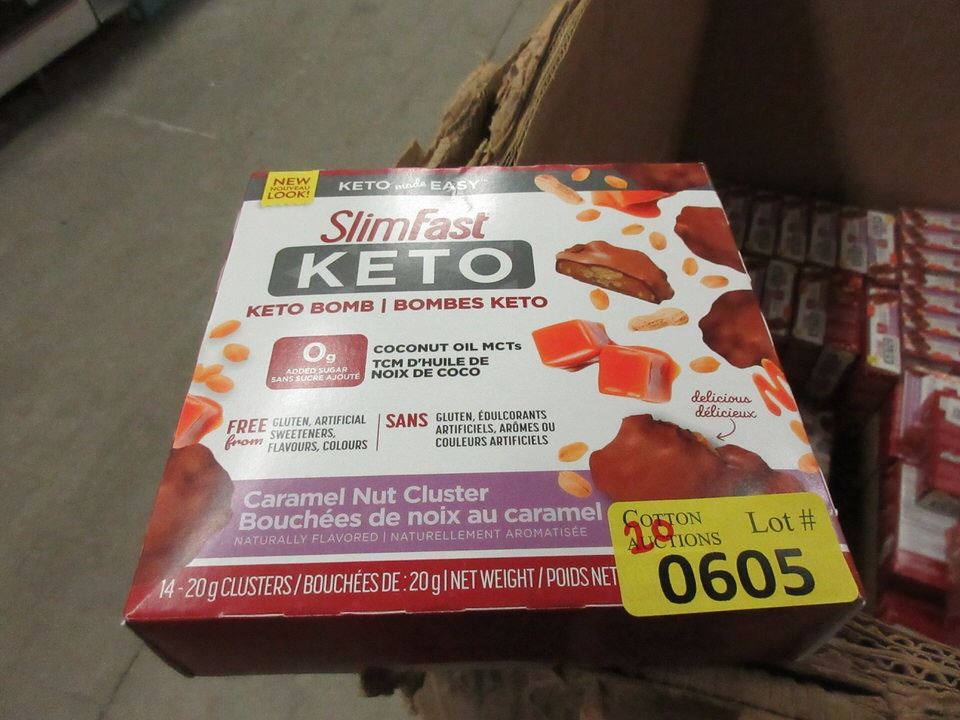 NEW
NOUVEAU
LOOK!
KETO made EASY™
SlimFast
KETO
KETO BOMB | BOMBES KETO
0g
ADDED SUGAR
SANS SUCRE AJOUTÉ
COCONUT OIL MCTs
TCM D'HUILE DE
NOIX DE COCO
FREE from
GLUTEN, ARTIFICIAL
SWEETENERS,
FLAVOURS, COLOURS
SANS
GLUTEN, ÉDULCORANTS
ARTIFICIELS, ARÔMES OU
COULEURS ARTIFICIELS
delicious
délicieux
Caramel Nut Cluster
Bouchées de noix au caramel
NATURALLY FLAVORED | NATURELLEMENT AROMATISÉE
14 - 20 g CLUSTERS / BOUCHÉES DE : 20 g | NET WEIGHT / POIDS NET
COTTON
AUCTIONS
20
Lot #
0605